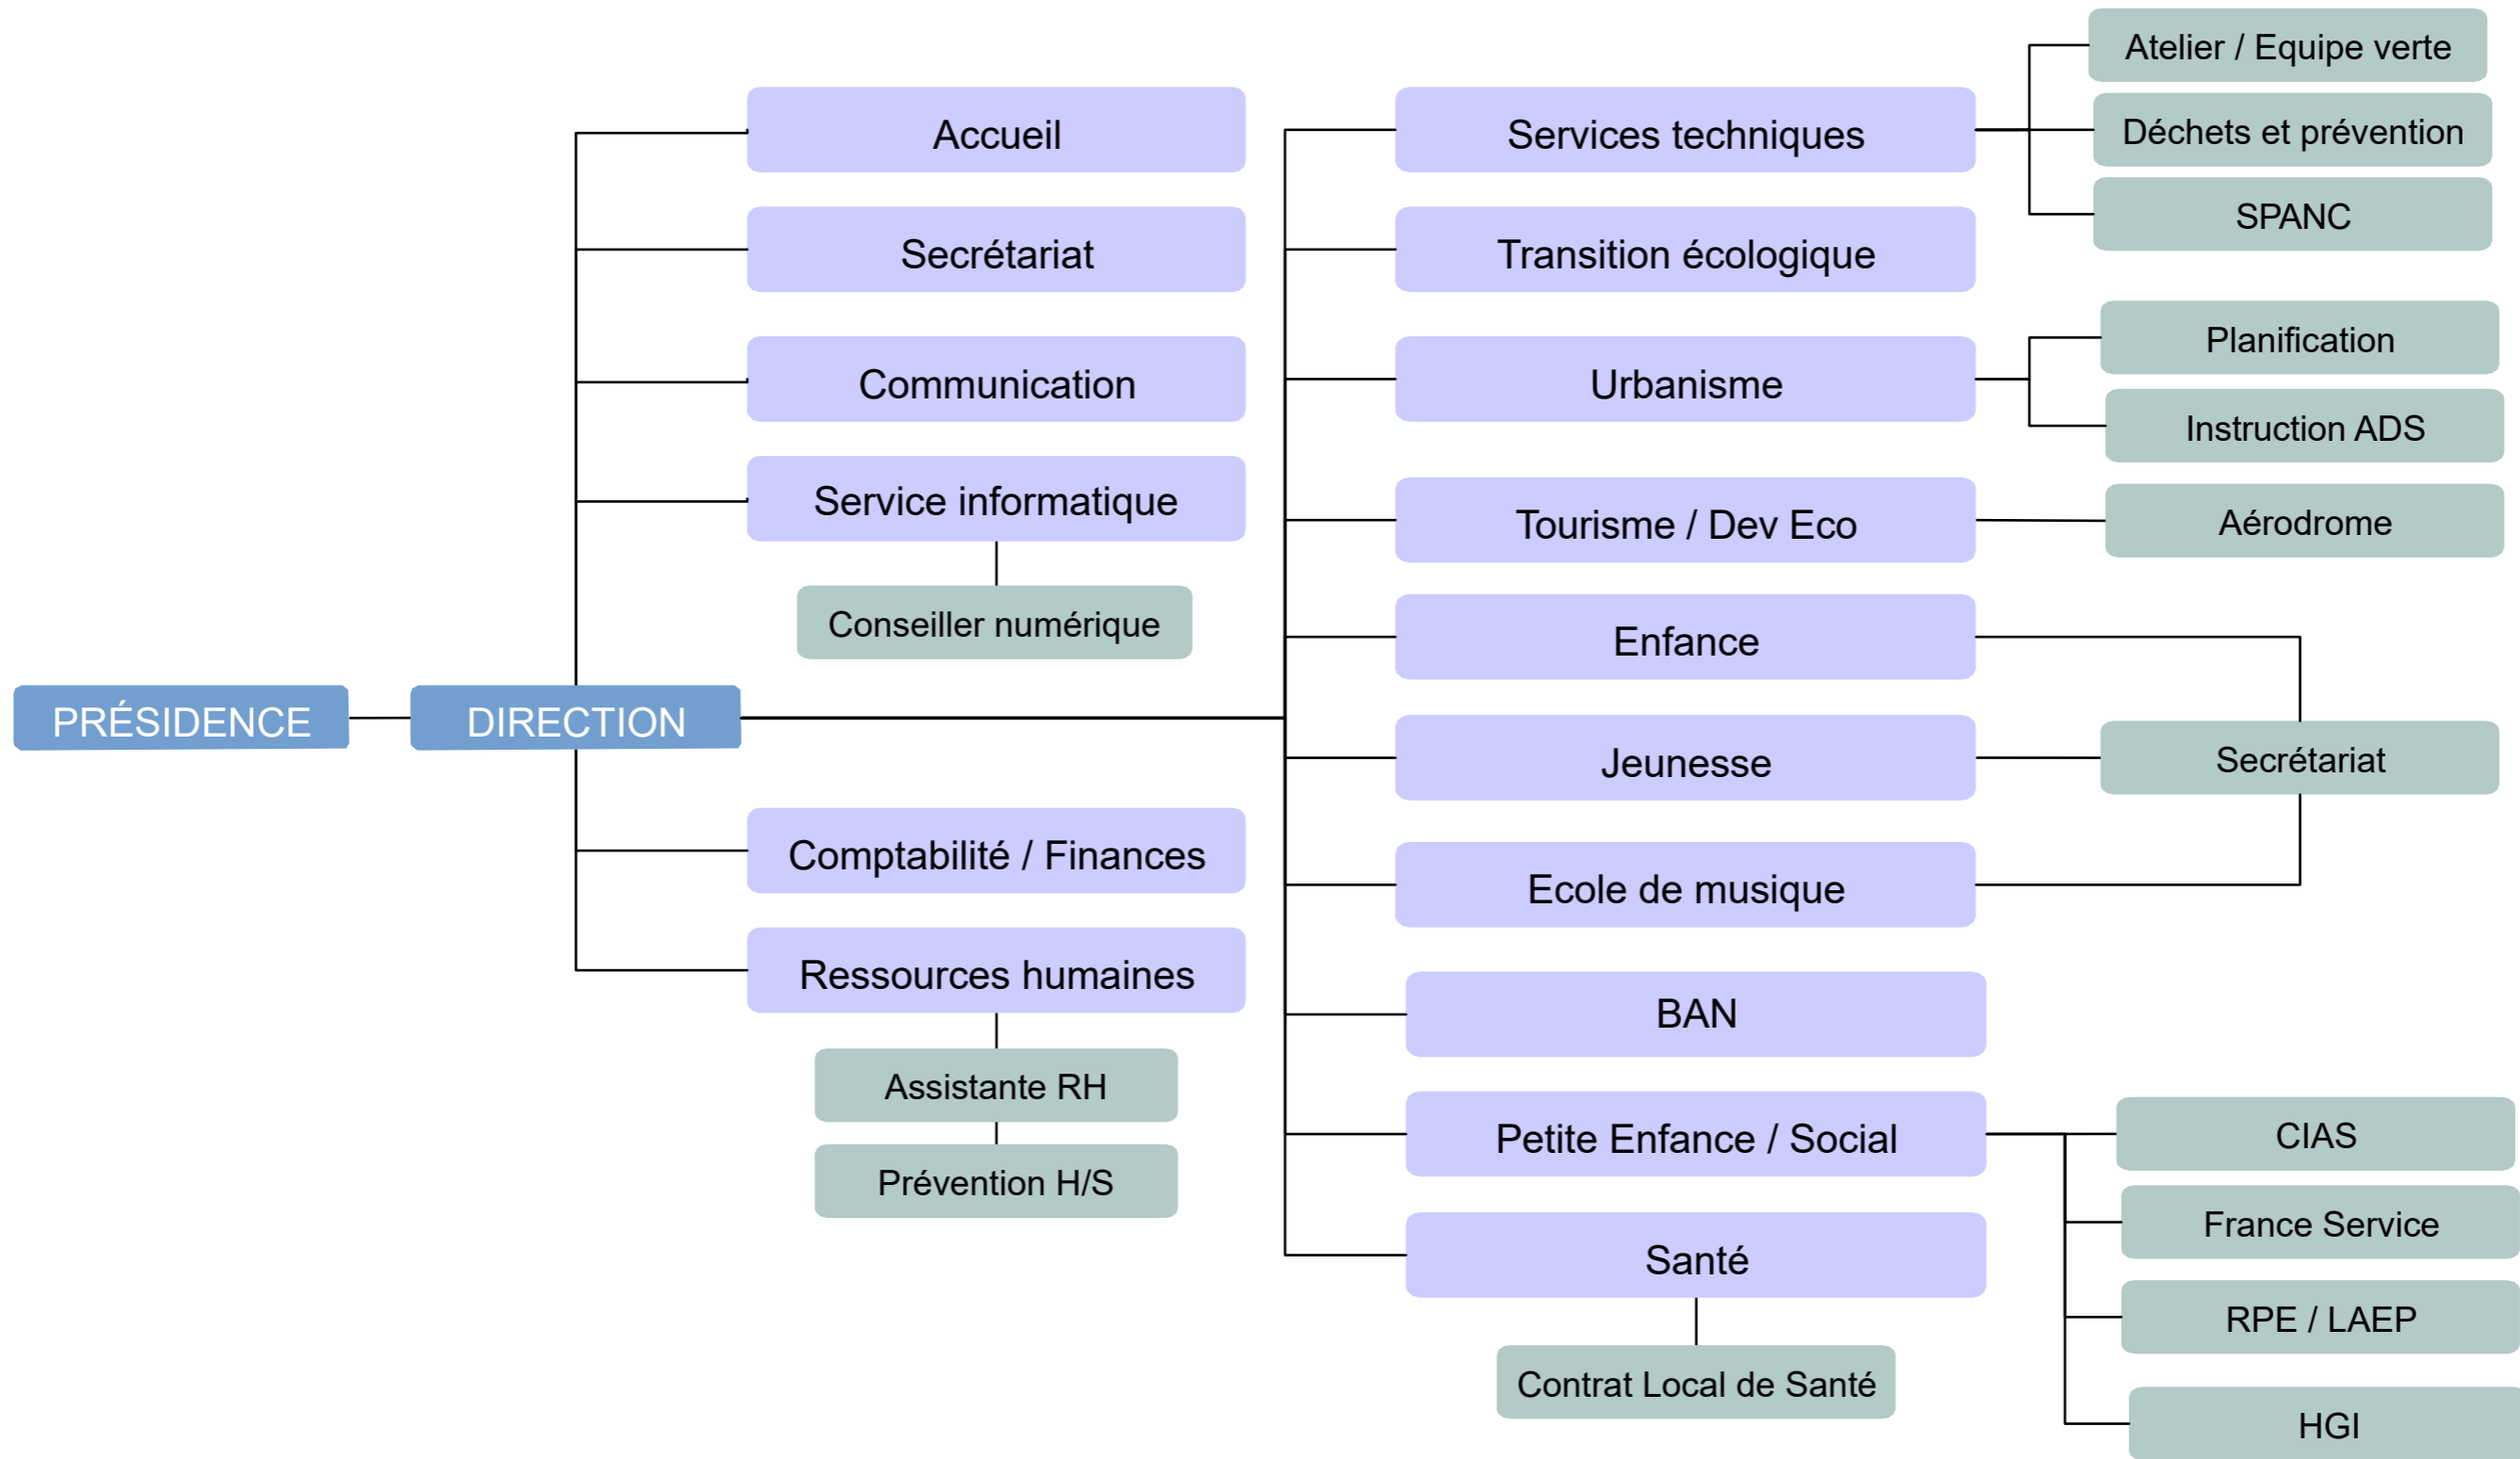 PRÉSIDENCE
DIRECTION
Accueil
Secrétariat
Communication
Service informatique
Conseiller numérique
Comptabilité / Finances
Ressources humaines
Assistante RH
Prévention H/S
Services techniques
Atelier / Equipe verte
Déchets et prévention
SPANC
Transition écologique
Urbanisme
Planification
Instruction ADS
Tourisme / Dev Eco
Aérodrome
Enfance
Jeunesse
Secrétariat
Ecole de musique
BAN
Petite Enfance / Social
CIAS
France Service
RPE / LAEP
HGI
Santé
Contrat Local de Santé